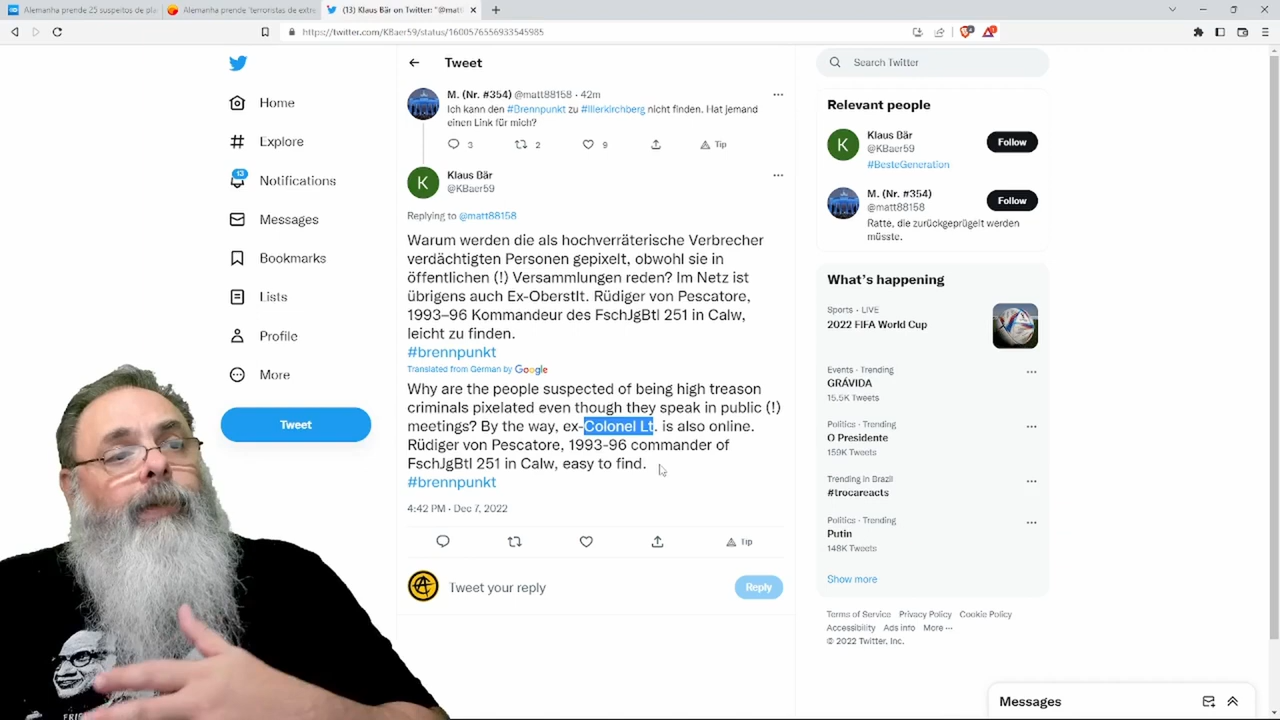 Alemanha prende 25 suspeitos de pla
Alemanha prende 'terroristas de extre
(13) Klaus Bär on Twitter: "@matt
https://twitter.com/KBaer59/status/1600576556933545985
Home
Explore
13
Notifications
Messages
Bookmarks
Lists
Profile
More
Tweet
Tweet
M. (Nr. #354) @matt88158 · 42m
Ich kann den #Brennpunkt zu #Illerkirchberg nicht finden. Hat jemand
einen Link für mich?
3 2 9 Tip
K
Klaus Bär
@KBaer59
Replying to @matt88158
Warum werden die als hochverräterische Verbrecher
verdächtigten Personen gepixelt, obwohl sie in
öffentlichen (!) Versammlungen reden? Im Netz ist
übrigens auch Ex-Oberstlt. Rüdiger von Pescatore,
1993–96 Kommandeur des FschJgBtl 251 in Calw,
leicht zu finden.
#brennpunkt
Translated from German by Google
Why are the people suspected of being high treason
criminals pixelated even though they speak in public (!)
meetings? By the way, ex-Colonel Lt. is also online.
Rüdiger von Pescatore, 1993-96 commander of
FschJgBtl 251 in Calw, easy to find.
#brennpunkt
4:42 PM · Dec 7, 2022
Tip
Tweet your reply
Reply
Search Twitter
Relevant people
K
Klaus Bär
@KBaer59
Follow
#BesteGeneration
M. (Nr. #354)
@matt88158
Follow
Ratte, die zurückgeprügelt werden
müsste.
What's happening
Sports · LIVE
2022 FIFA World Cup
Events · Trending
GRÁVIDA
15.5K Tweets
Politics · Trending
O Presidente
159K Tweets
Trending in Brazil
#trocareacts
Politics · Trending
Putin
148K Tweets
Show more
Terms of Service Privacy Policy Cookie Policy
Accessibility Ads info More ···
© 2022 Twitter, Inc.
Messages